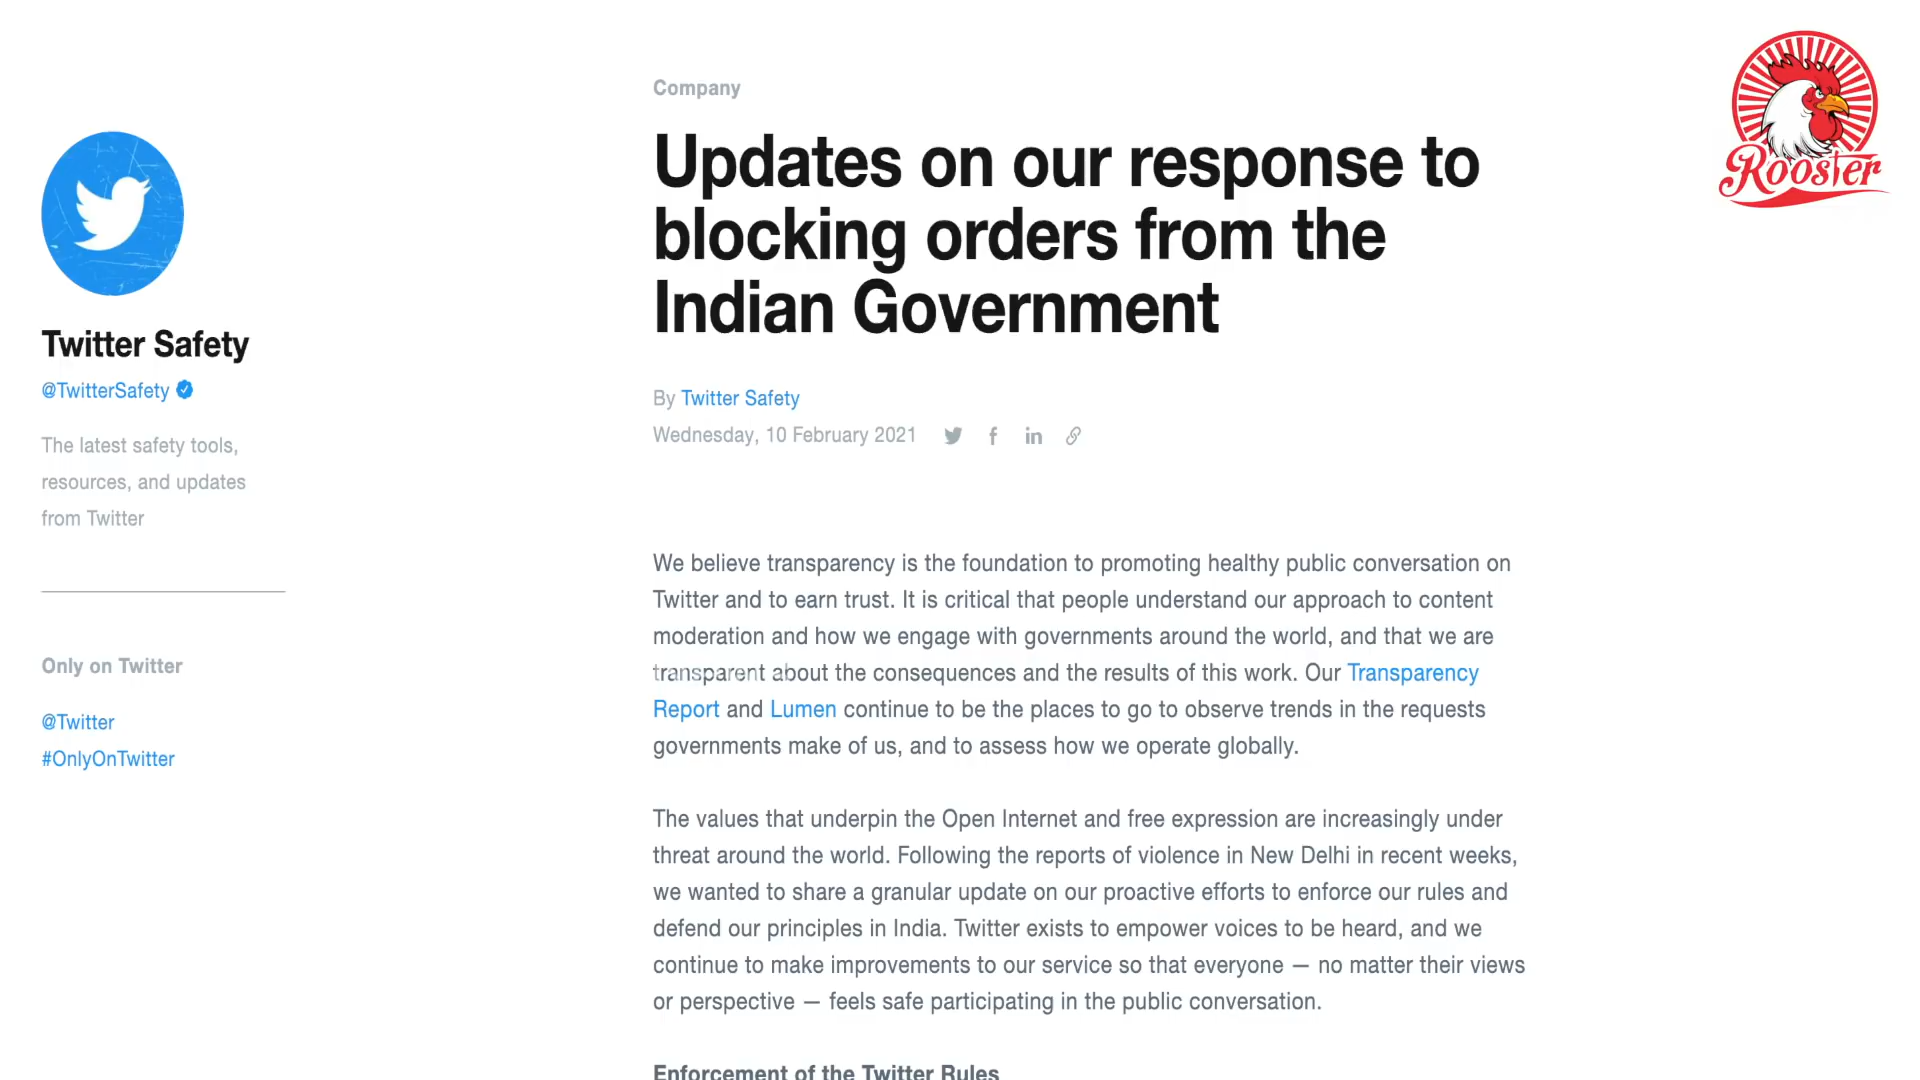 Company
Updates on our response to
blocking orders from the
Indian Government
By Twitter Safety
Wednesday, 10 February 2021
Rooster
Twitter Safety
@TwitterSafety
The latest safety tools,
resources, and updates
from Twitter
Only on Twitter
@Twitter
#OnlyOnTwitter
We believe transparency is the foundation to promoting healthy public conversation on
Twitter and to earn trust. It is critical that people understand our approach to content
moderation and how we engage with governments around the world, and that we are
transparent about the consequences and the results of this work. Our Transparency
Report and Lumen continue to be the places to go to observe trends in the requests
governments make of us, and to assess how we operate globally.
The values that underpin the Open Internet and free expression are increasingly under
threat around the world. Following the reports of violence in New Delhi in recent weeks,
we wanted to share a granular update on our proactive efforts to enforce our rules and
defend our principles in India. Twitter exists to empower voices to be heard, and we
continue to make improvements to our service so that everyone — no matter their views
or perspective — feels safe participating in the public conversation.
Enforcement of the Twitter Rules